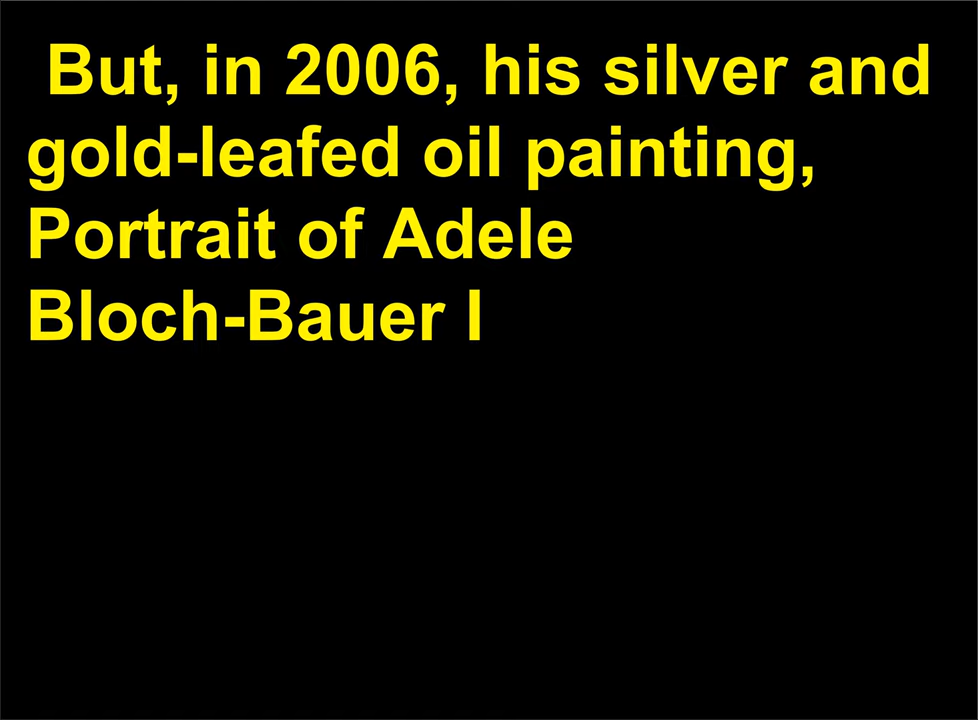 But, in 2006, his silver and
gold-leafed oil painting,
Portrait of Adele
Bloch-Bauer I